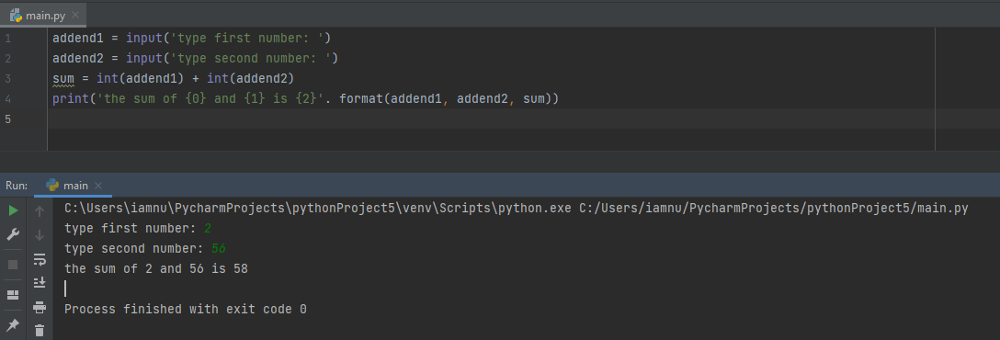 main.py
1 addend1 = input('type first number: ')
2 addend2 = input('type second number: ')
3 sum = int(addend1) + int(addend2)
4 print('the sum of {0} and {1} is {2}'. format(addend1, addend2, sum))
5
Run: main
C:\Users\iamnu\PycharmProjects\pythonProject5\venv\Scripts\python.exe C:/Users/iamnu/PycharmProjects/pythonProject5/main.py
type first number: 2
type second number: 56
the sum of 2 and 56 is 58
Process finished with exit code 0